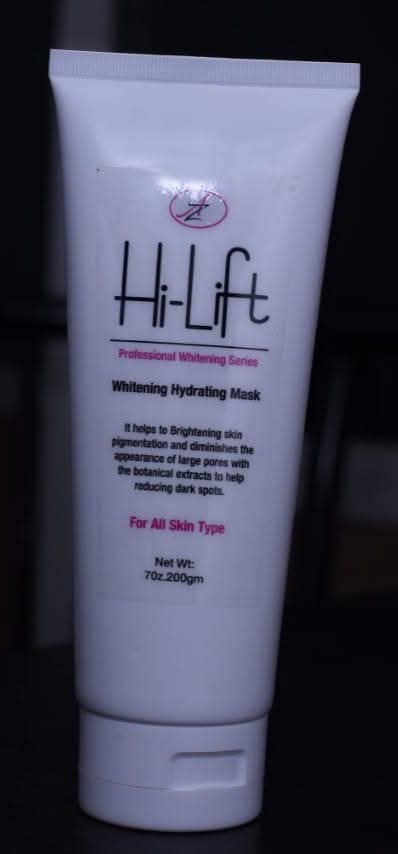 Hi-Lift
Professional Whitening Series
Whitening Hydrating Mask
It helps to Brightening skin
pigmentation and diminishes the
appearance of large pores with
the botanical extracts to help
reducing dark spots.
For All Skin Type
Net Wt:
7oz.200gm